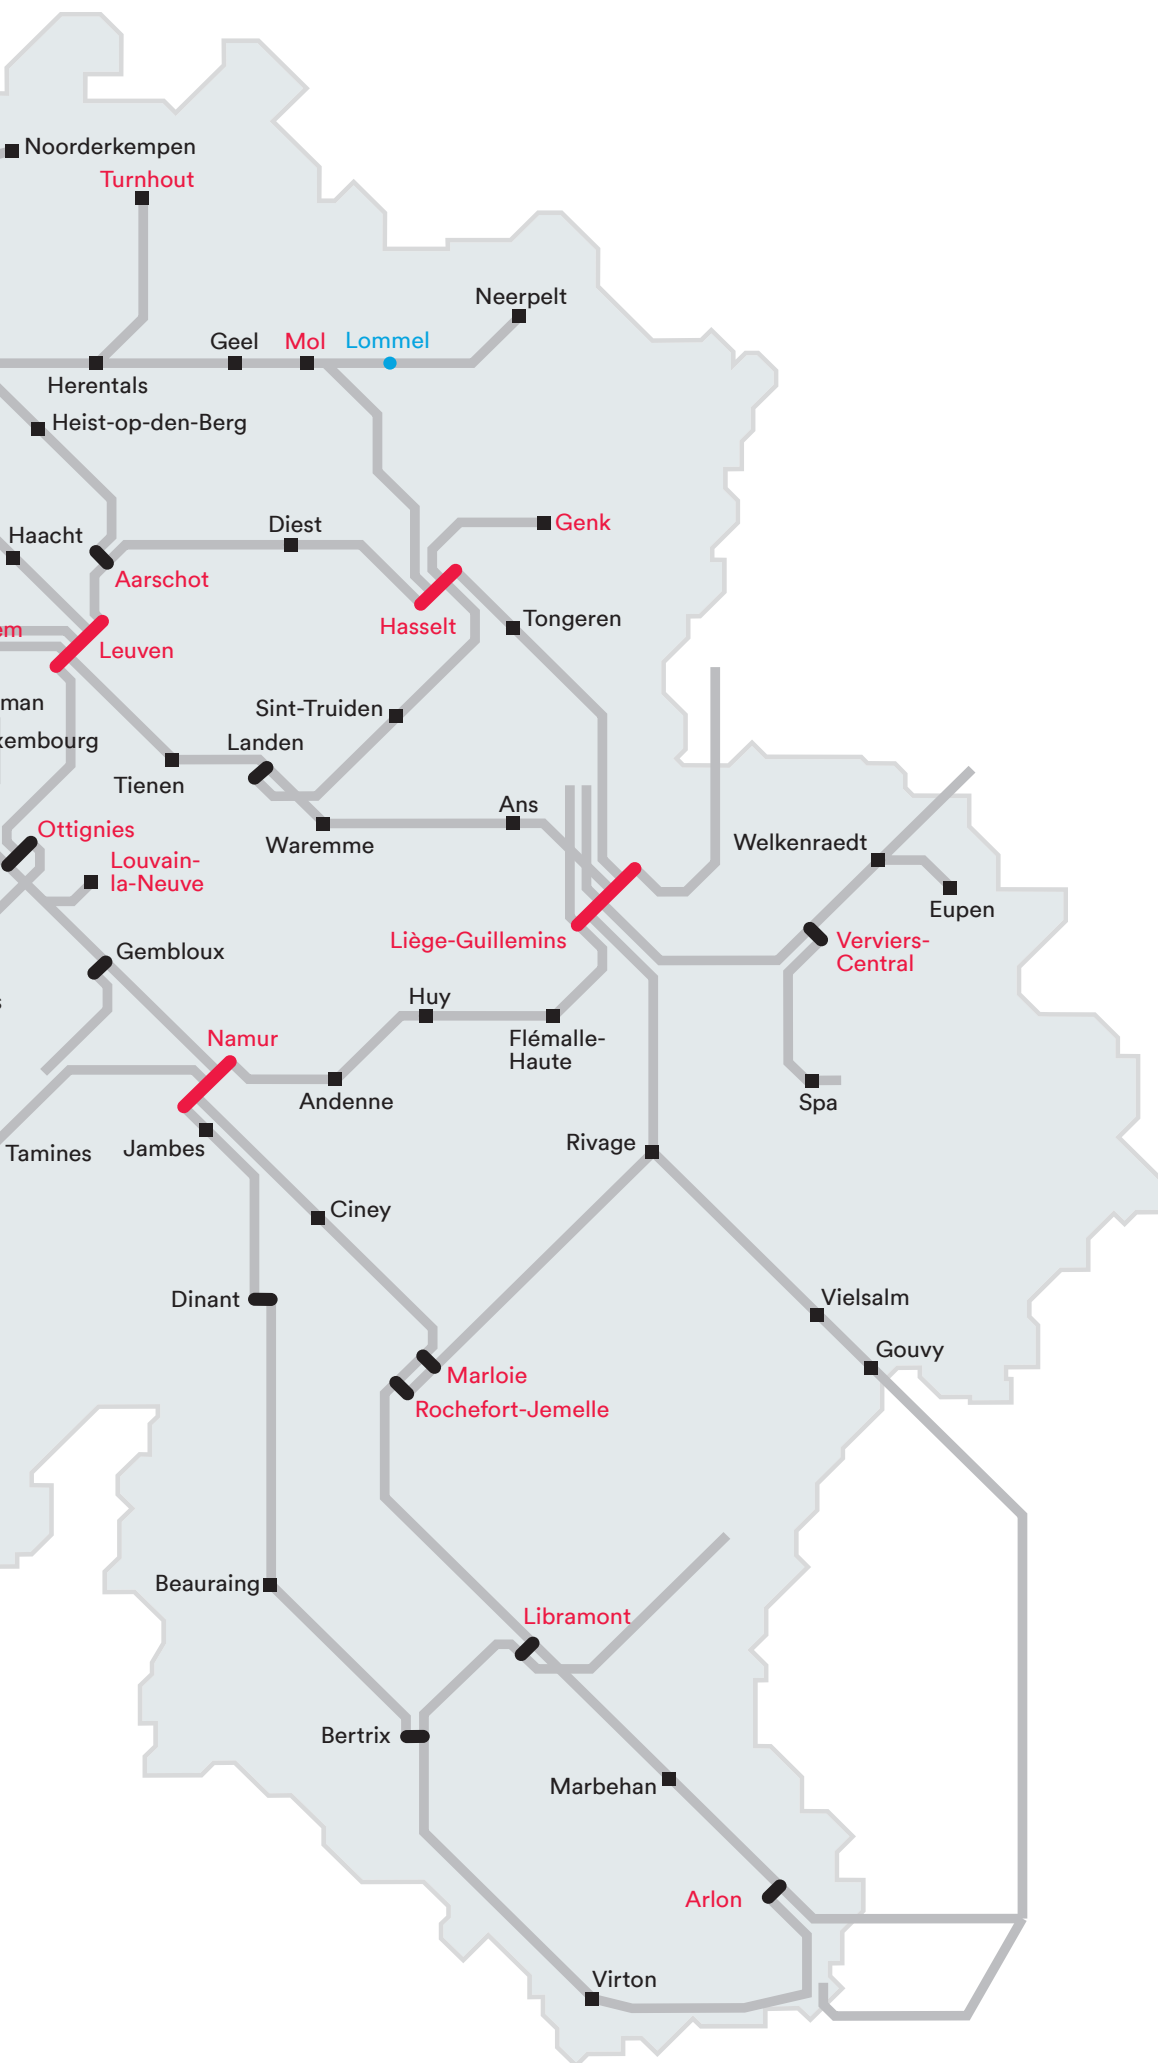 Noorderkempen
Turnhout
Neerpelt
Geel
Mol
Lommel
Herentals
Heist-op-den-Berg
Genk
Diest
Haacht
Aarschot
Tongeren
Hasselt
em
Leuven
man
Sint-Truiden
xembourg
Landen
Tienen
Ans
Ottignies
Waremme
Welkenraedt
Louvain-
la-Neuve
Eupen
Liège-Guillemins
Verviers-
Central
Gembloux
s
Huy
Namur
Flémalle-
Haute
Andenne
Spa
Rivage
Tamines
Jambes
Ciney
Dinant
Vielsalm
Gouvy
Marloie
Rochefort-Jemelle
Beauraing
Libramont
Bertrix
Marbehan
Arlon
Virton